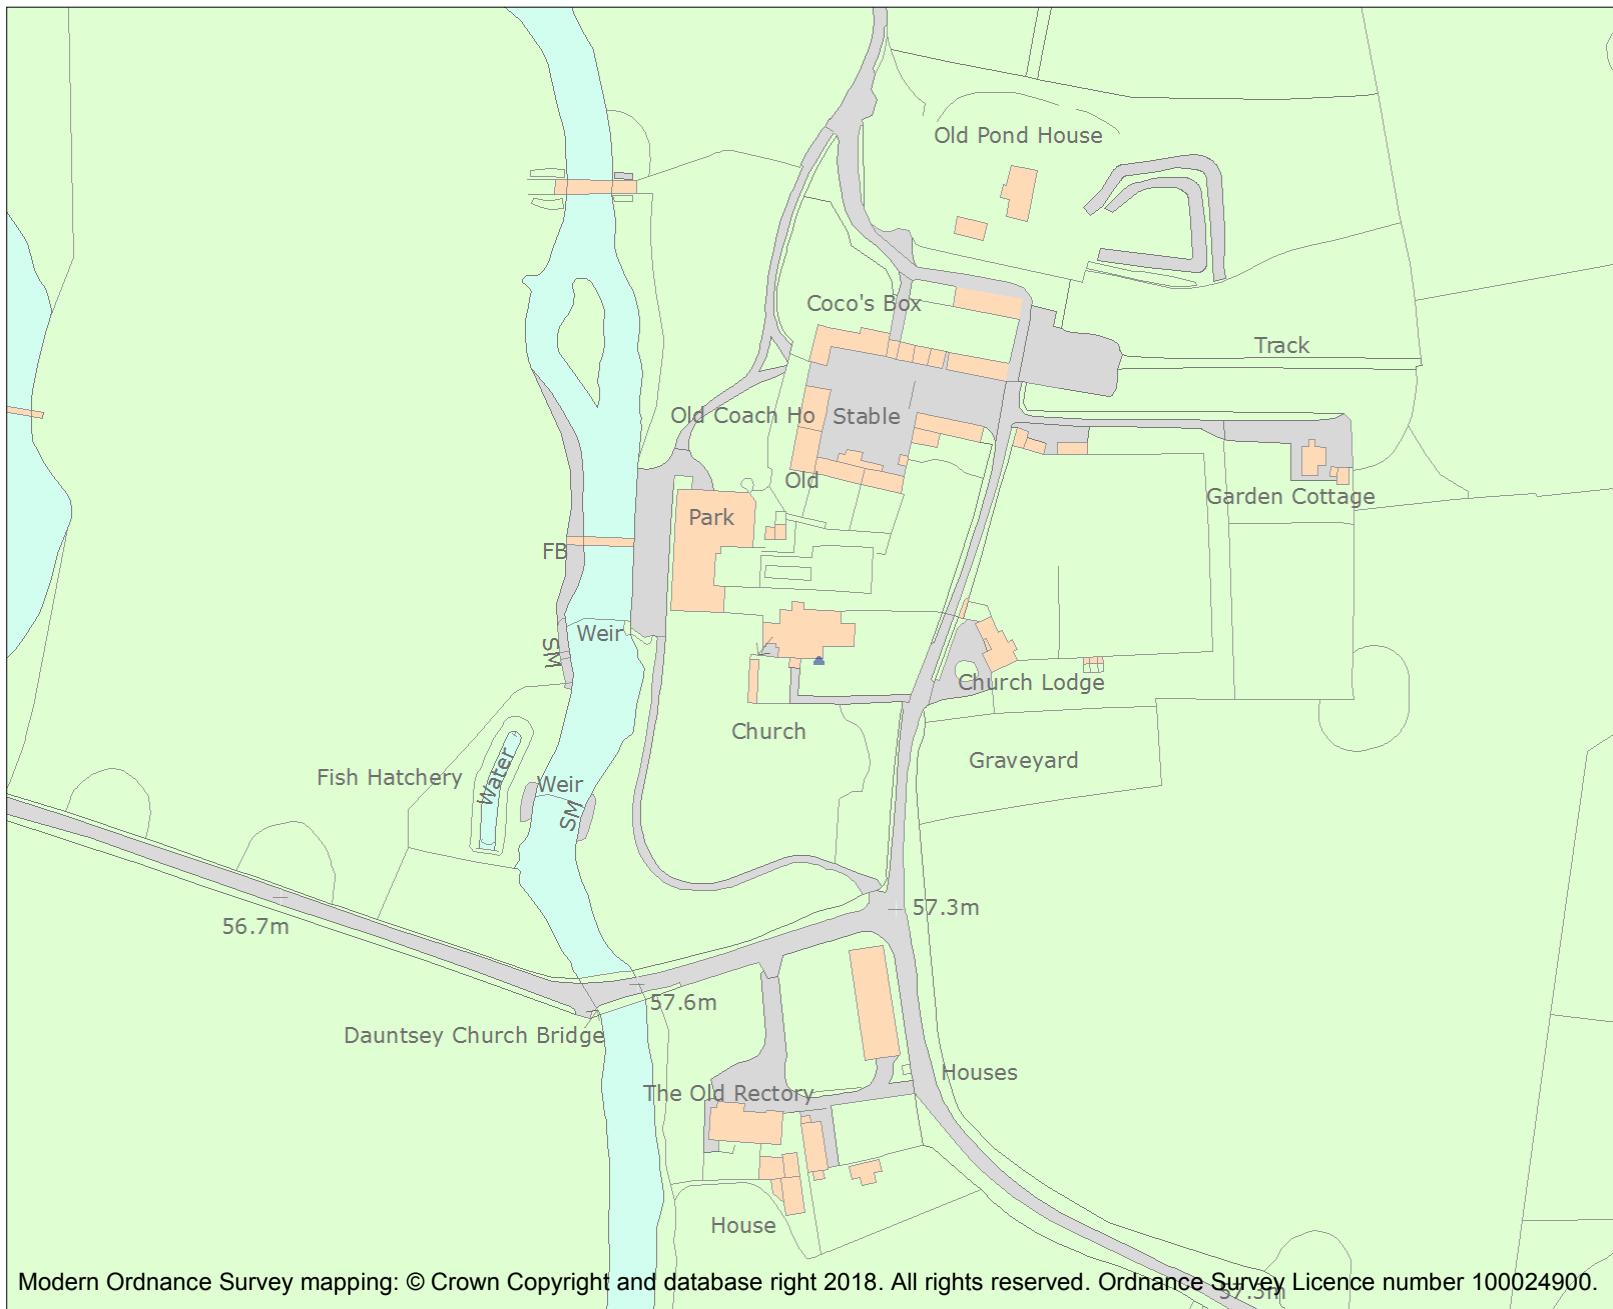 Old Pond House
Coco's Box
Track
Old Coach Ho
Stable
Old
Garden Cottage
Park
FB
Weir
SM
Church Lodge
Church
Graveyard
Fish Hatchery
Water
Weir
SM
56.7m
57.3m
57.6m
Dauntsey Church Bridge
Houses
The Old Rectory
House
Modern Ordnance Survey mapping: © Crown Copyright and database right 2018. All rights reserved. Ordnance Survey Licence number 100024900.
57.3m